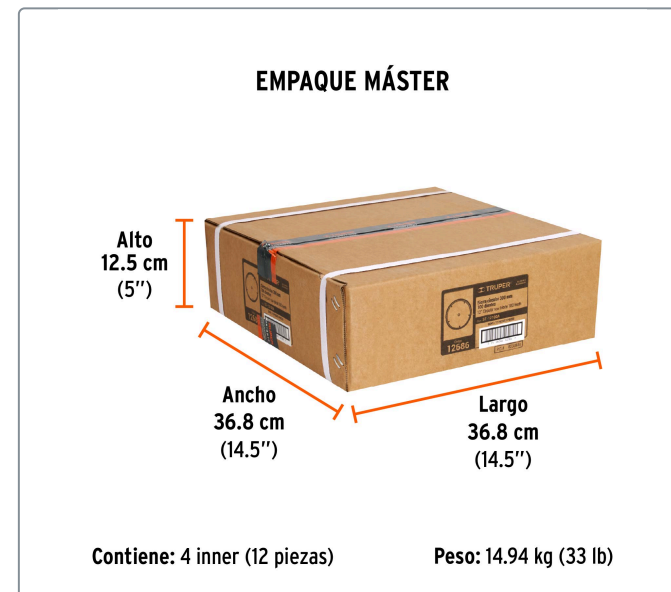 EMPAQUE MÁSTER
Alto
12.5 cm
(5″)
TRUPER
12686
Ancho
36.8 cm
(14.5″)
Largo
36.8 cm
(14.5″)
Contiene: 4 inner (12 piezas)
Peso: 14.94 kg (33 lb)